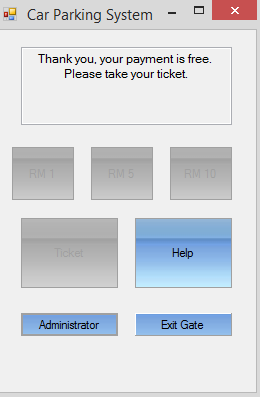 Car Parking System
Thank you, your payment is free.
Please take your ticket.
RM 1
RM 5
RM 10
Ticket
Help
Administrator
Exit Gate